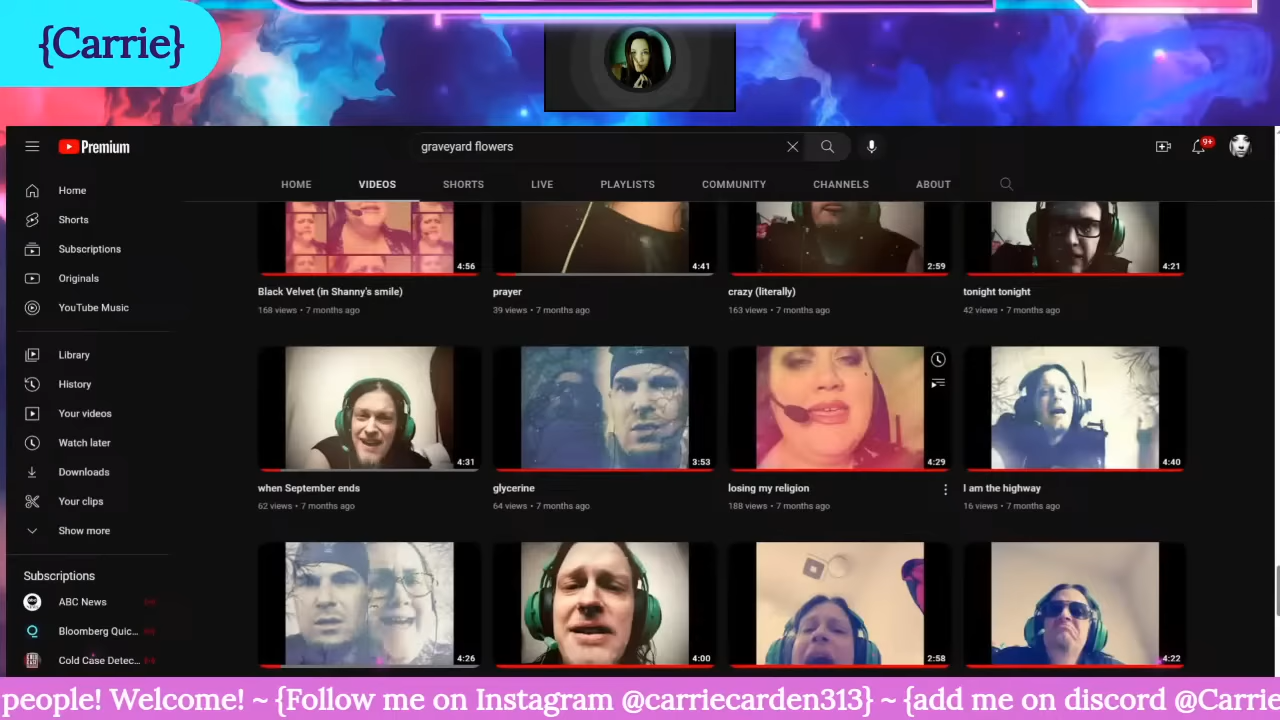 {Carrie}
Premium
graveyard flowers
9+
HOME VIDEOS SHORTS LIVE PLAYLISTS COMMUNITY CHANNELS ABOUT
Home
Shorts
Subscriptions
Originals
YouTube Music
Library
History
Your videos
Watch later
Downloads
Your clips
Show more
Subscriptions
ABC News
Bloomberg Quic...
Cold Case Detec...
4:56 4:41 2:59 4:21
Black Velvet (in Shanny's smile) prayer crazy (literally) tonight tonight
168 views • 7 months ago 39 views • 7 months ago 163 views • 7 months ago 42 views • 7 months ago
4:31 3:53 4:29 4:40
when September ends glycerine losing my religion I am the highway
62 views • 7 months ago 64 views • 7 months ago 188 views • 7 months ago 16 views • 7 months ago
4:26 4:00 2:58 4:22
people! Welcome! ~ {Follow me on Instagram @carriecarden313} ~ {add me on discord @Carrie